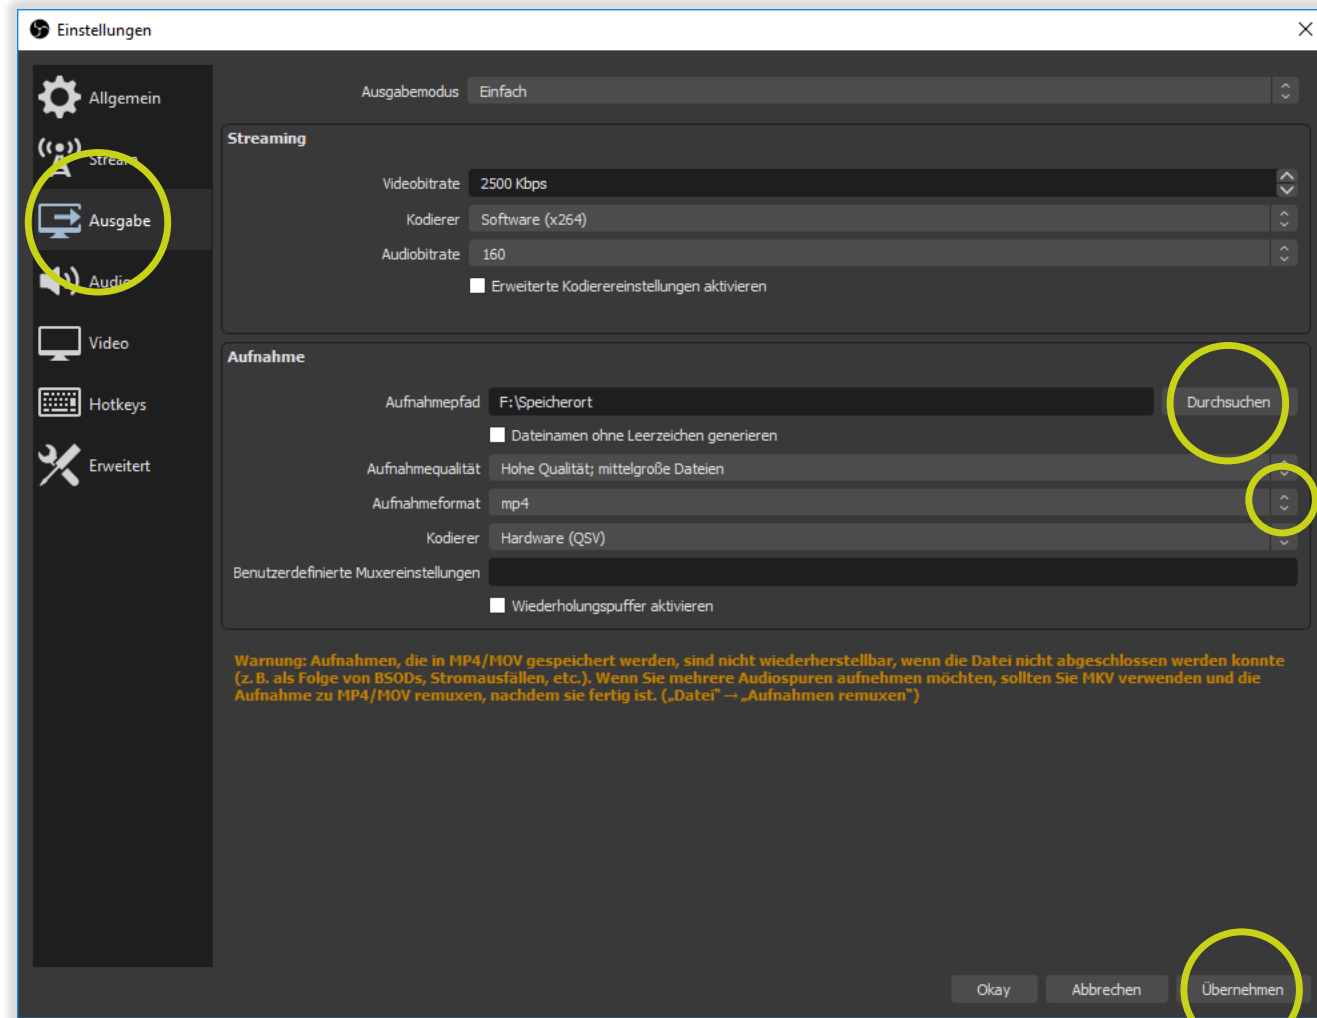 Einstellungen
Allgemein
Stream
Ausgabe
Audio
Video
Hotkeys
Erweitert
Ausgabemodus Einfach
Streaming
Videobitrate 2500 Kbps
Kodierer Software (x264)
Audiobitrate 160
Erweiterte Kodierereinstellungen aktivieren
Aufnahme
Aufnahmepfad F:\Speicherort Durchsuchen
Dateinamen ohne Leerzeichen generieren
Aufnahmequalität Hohe Qualität; mittelgroße Dateien
Aufnahmeformat mp4
Kodierer Hardware (QSV)
Benutzerdefinierte Muxereinstellungen
Wiederholungspuffer aktivieren
Warnung: Aufnahmen, die in MP4/MOV gespeichert werden, sind nicht wiederherstellbar, wenn die Datei nicht abgeschlossen werden konnte
(z. B. als Folge von BSODs, Stromausfällen, etc.). Wenn Sie mehrere Audiospuren aufnehmen möchten, sollten Sie MKV verwenden und die
Aufnahme zu MP4/MOV remuxen, nachdem sie fertig ist. („Datei“ → „Aufnahmen remuxen“)
Okay Abbrechen Übernehmen